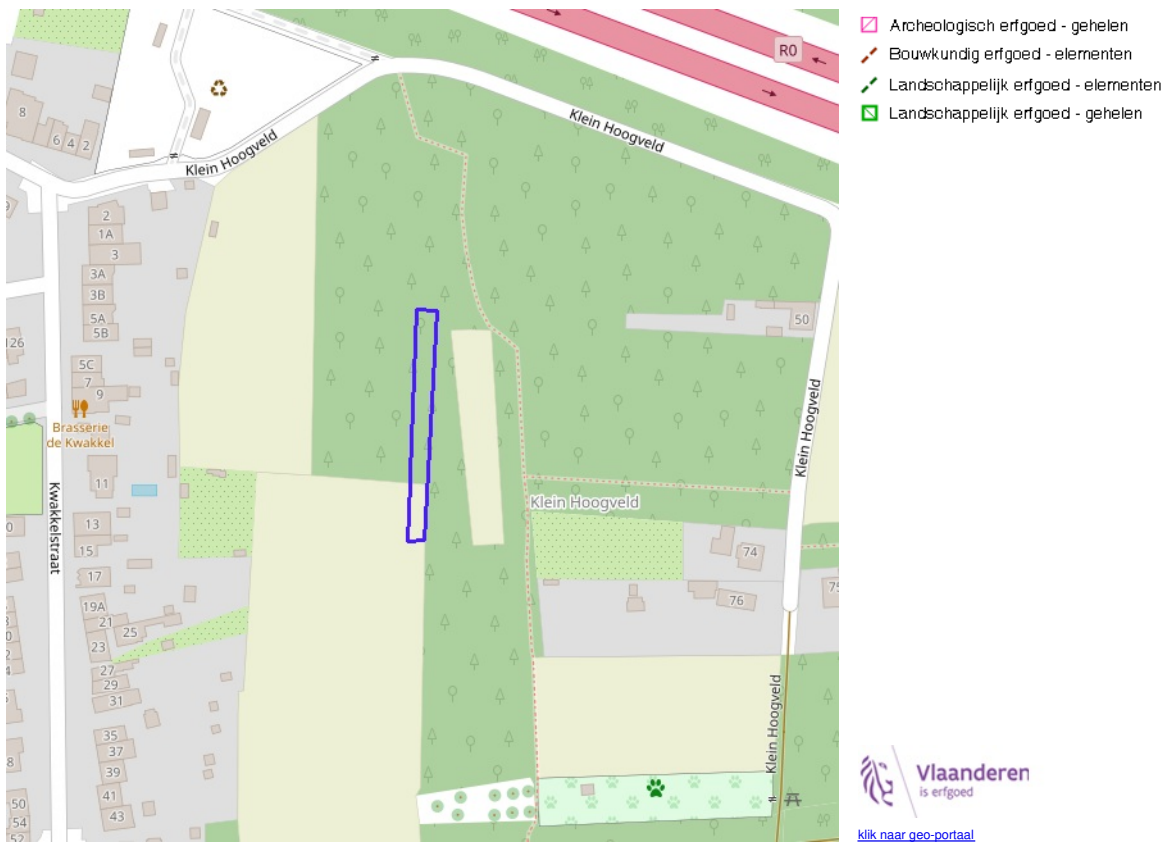 R0
Klein Hoogveld
Klein Hoogveld
8
6
4
2
2
1A
3
3A
3B
5A
5B
126
5C
7
9
Brasserie
de Kwakkel
11
Kwakkelstraat
13
15
17
19A
21
25
23
27
29
31
35
37
39
41
43
50
54
52
50
Klein Hoogveld
Klein Hoogveld
74
76
75
Klein Hoogveld
Archeologisch erfgoed - gehelen
Bouwkundig erfgoed - elementen
Landschappelijk erfgoed - elementen
Landschappelijk erfgoed - gehelen
Vlaanderen
is erfgoed
klik naar geo-portaal